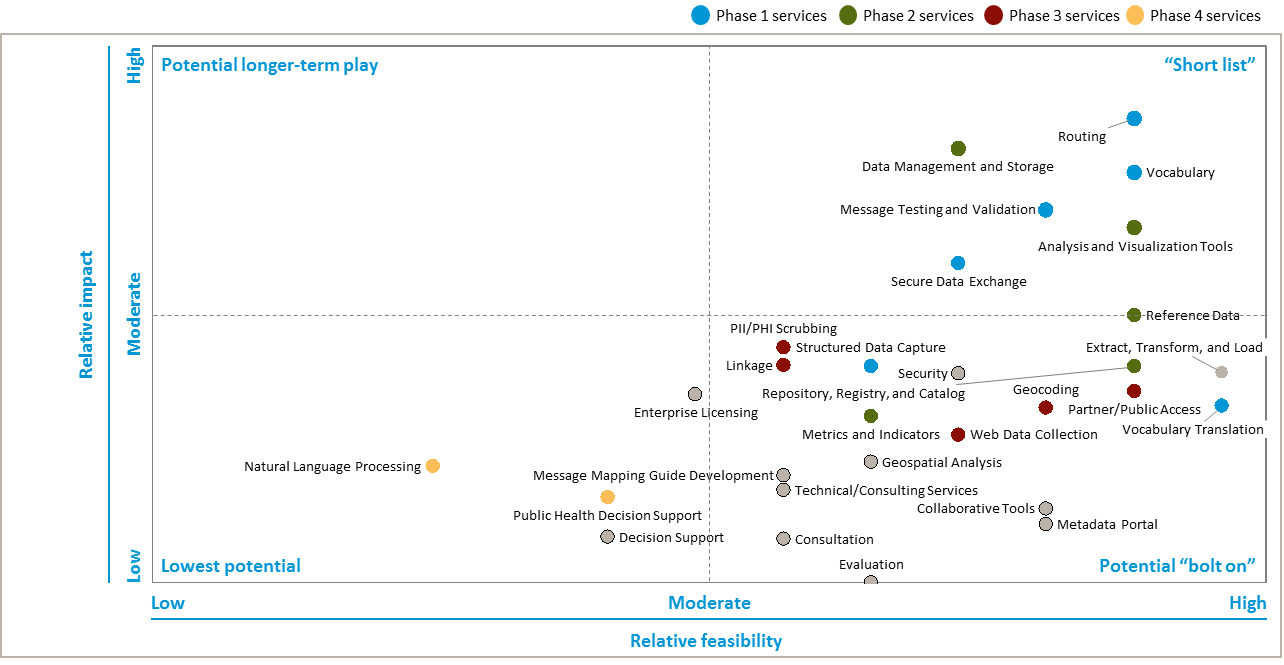 Phase 1 services
Phase 2 services
Phase 3 services
Phase 4 services
High
Potential longer-term play
“Short list”
Routing
Data Management and Storage
Vocabulary
Message Testing and Validation
Analysis and Visualization Tools
Secure Data Exchange
Relative impact
Moderate
Reference Data
PII/PHI Scrubbing
Structured Data Capture
Extract, Transform, and Load
Linkage
Security
Repository, Registry, and Catalog
Geocoding
Enterprise Licensing
Partner/Public Access
Metrics and Indicators
Web Data Collection
Vocabulary Translation
Natural Language Processing
Geospatial Analysis
Message Mapping Guide Development
Technical/Consulting Services
Public Health Decision Support
Collaborative Tools
Metadata Portal
Decision Support
Consultation
Low
Lowest potential
Evaluation
Potential “bolt on”
Low
Moderate
High
Relative feasibility